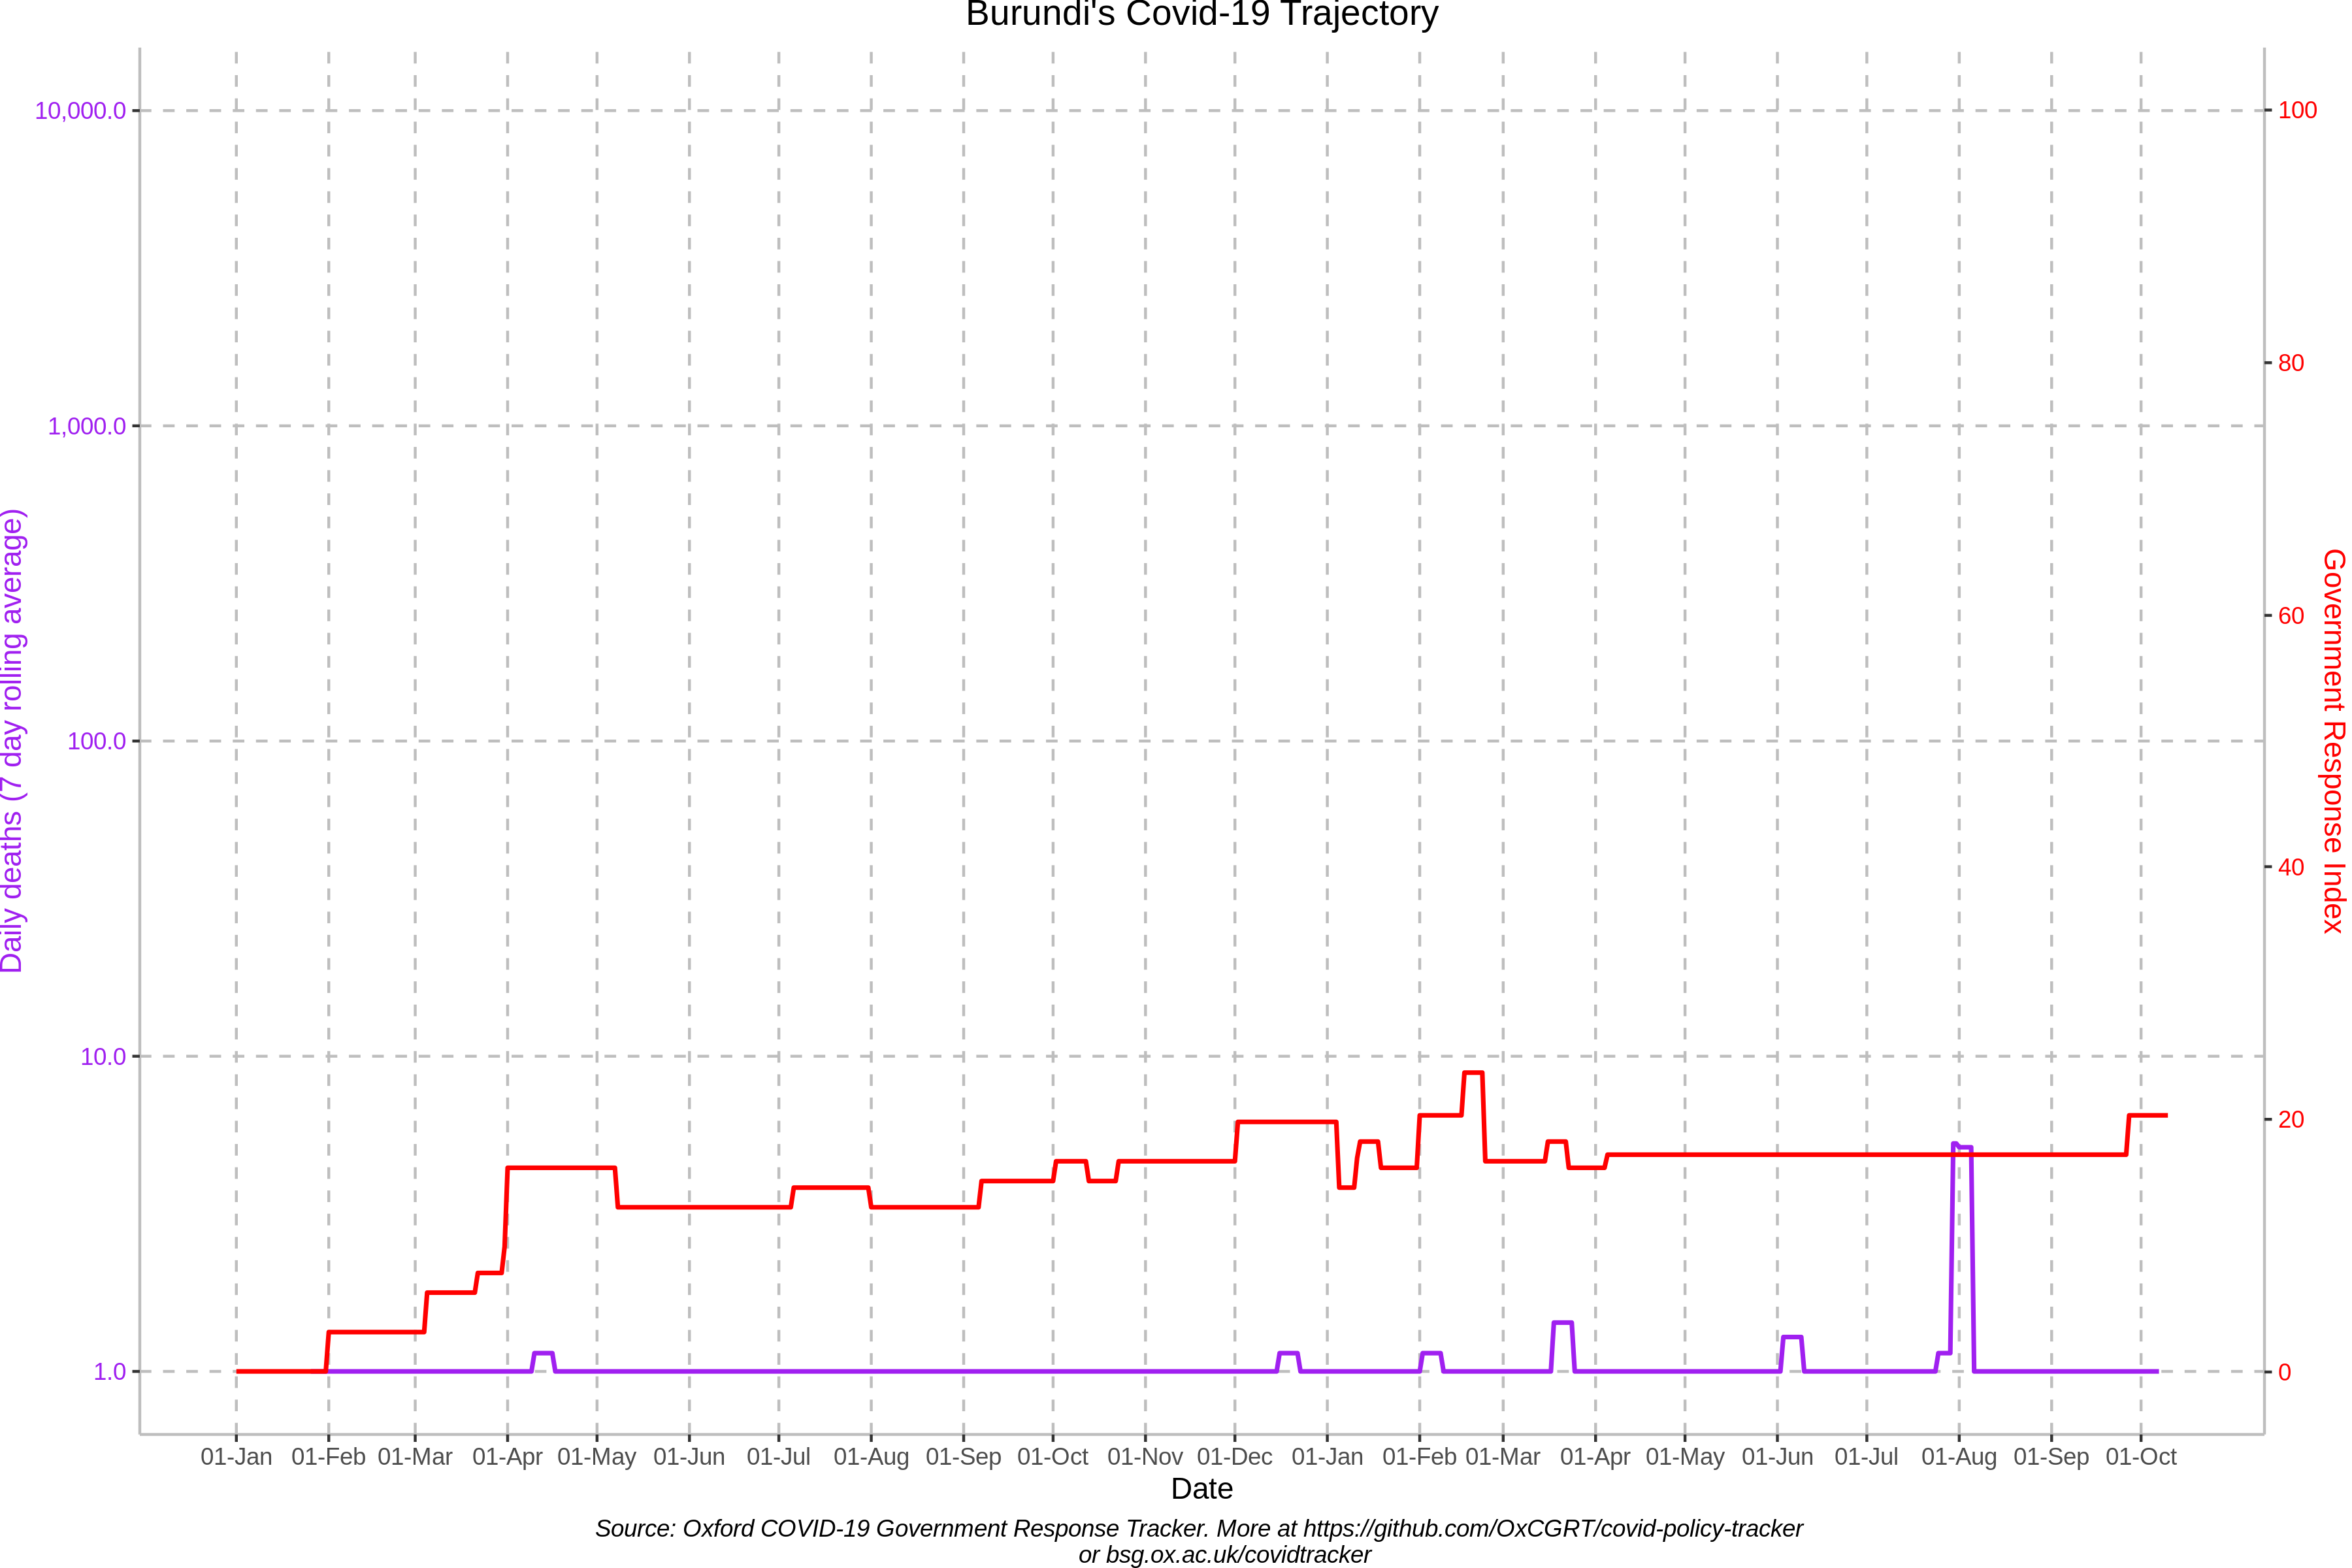 Burundi's Covid-19 Trajectory
10,000.0
1,000.0
100.0
10.0
1.0
Daily deaths (7 day rolling average)
100
80
60
40
20
0
Government Response Index
01-Jan 01-Feb 01-Mar 01-Apr 01-May 01-Jun 01-Jul 01-Aug 01-Sep 01-Oct 01-Nov 01-Dec 01-Jan 01-Feb 01-Mar 01-Apr 01-May 01-Jun 01-Jul 01-Aug 01-Sep 01-Oct
Date
Source: Oxford COVID-19 Government Response Tracker. More at https://github.com/OxCGRT/covid-policy-tracker
or bsg.ox.ac.uk/covidtracker